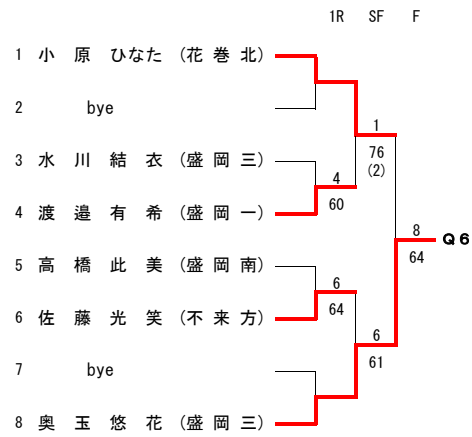 1R SF F
1 小 原 ひなた (花 巻 北)
2 bye
1
3 水 川 結 衣 (盛 岡 三)
76
(2)
4
4 渡 邉 有 希 (盛 岡 一)
60
8
Q6
64
5 高 橋 此 美 (盛 岡 南)
6
6 佐 藤 光 笑 (不 来 方)
64
6
61
7 bye
8 奥 玉 悠 花 (盛 岡 三)